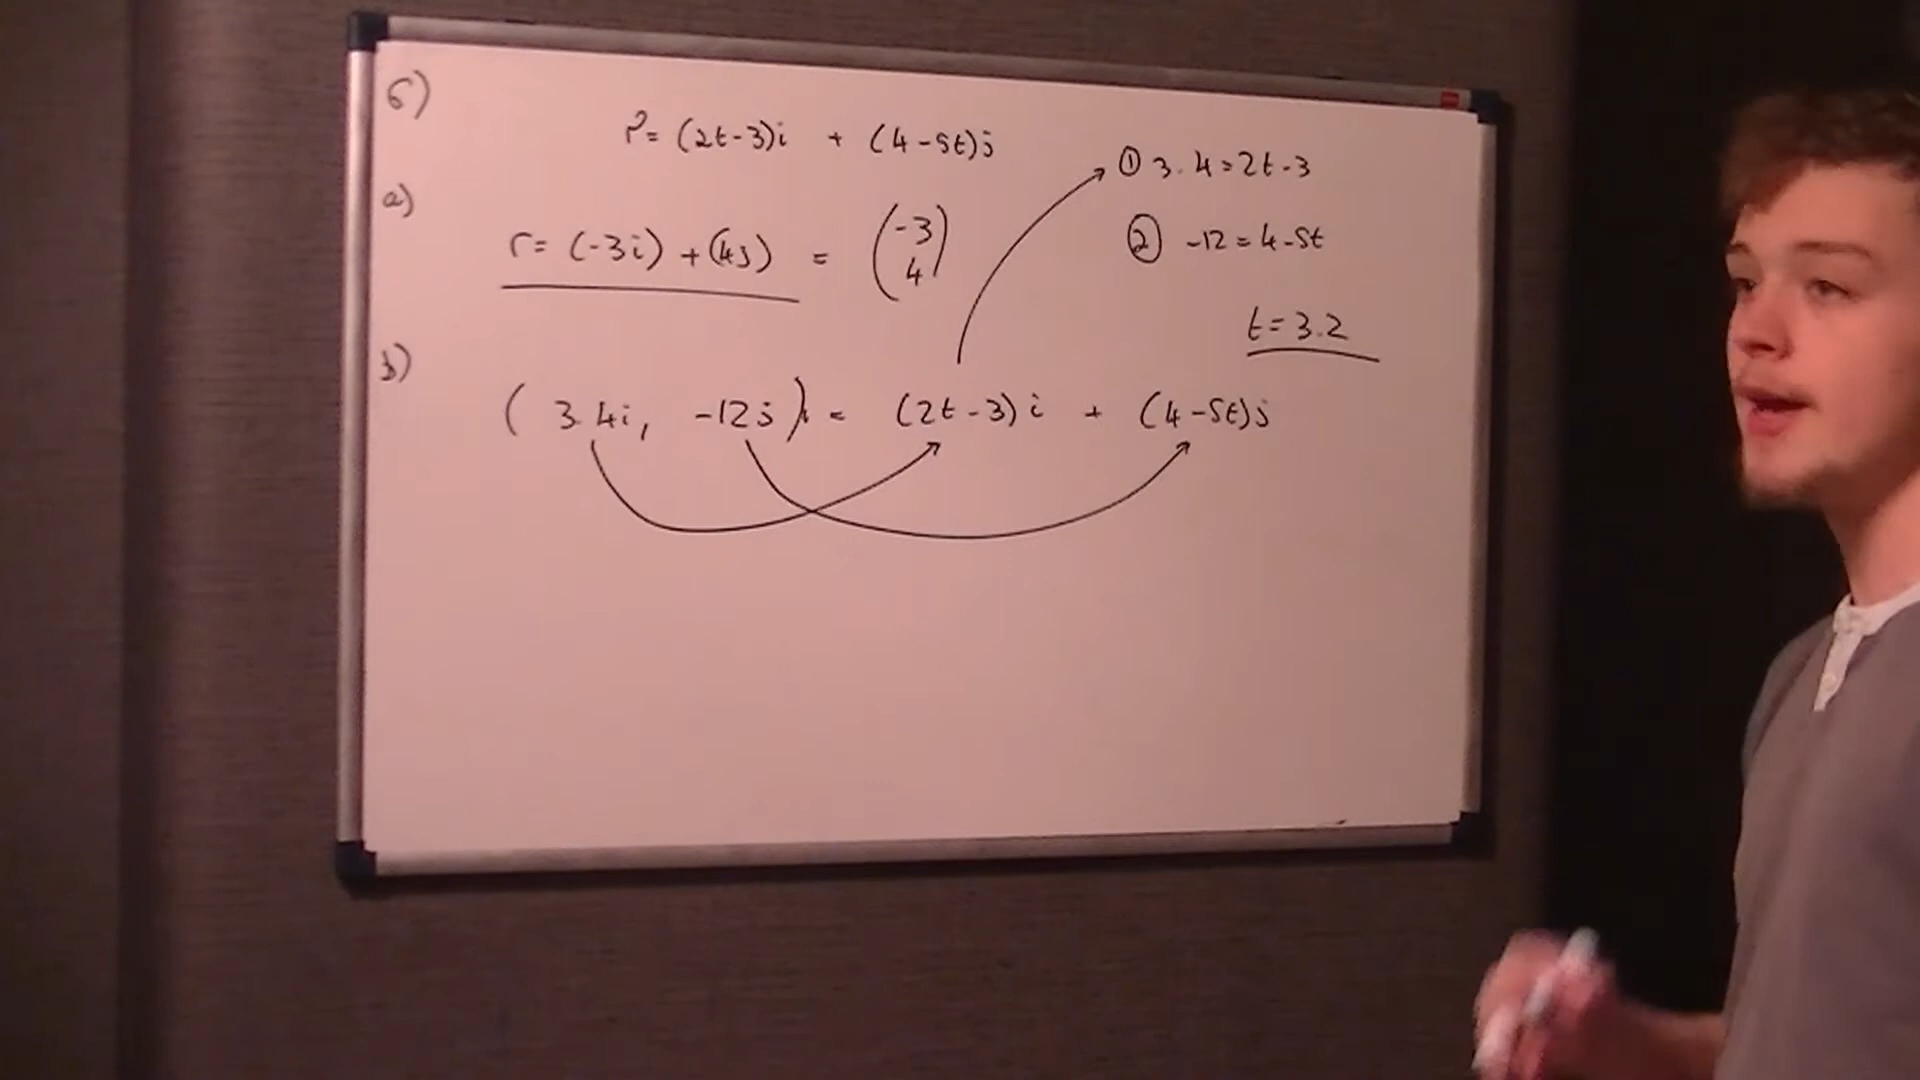 5)
r = (2t-3)i + (4-5t)j
a)
r = (-3i) + (4j) = (-3 4)
b)
(3.4i, -12j) = (2t-3)i + (4-5t)j
① 3.4 = 2t-3
② -12 = 4-5t
t = 3.2